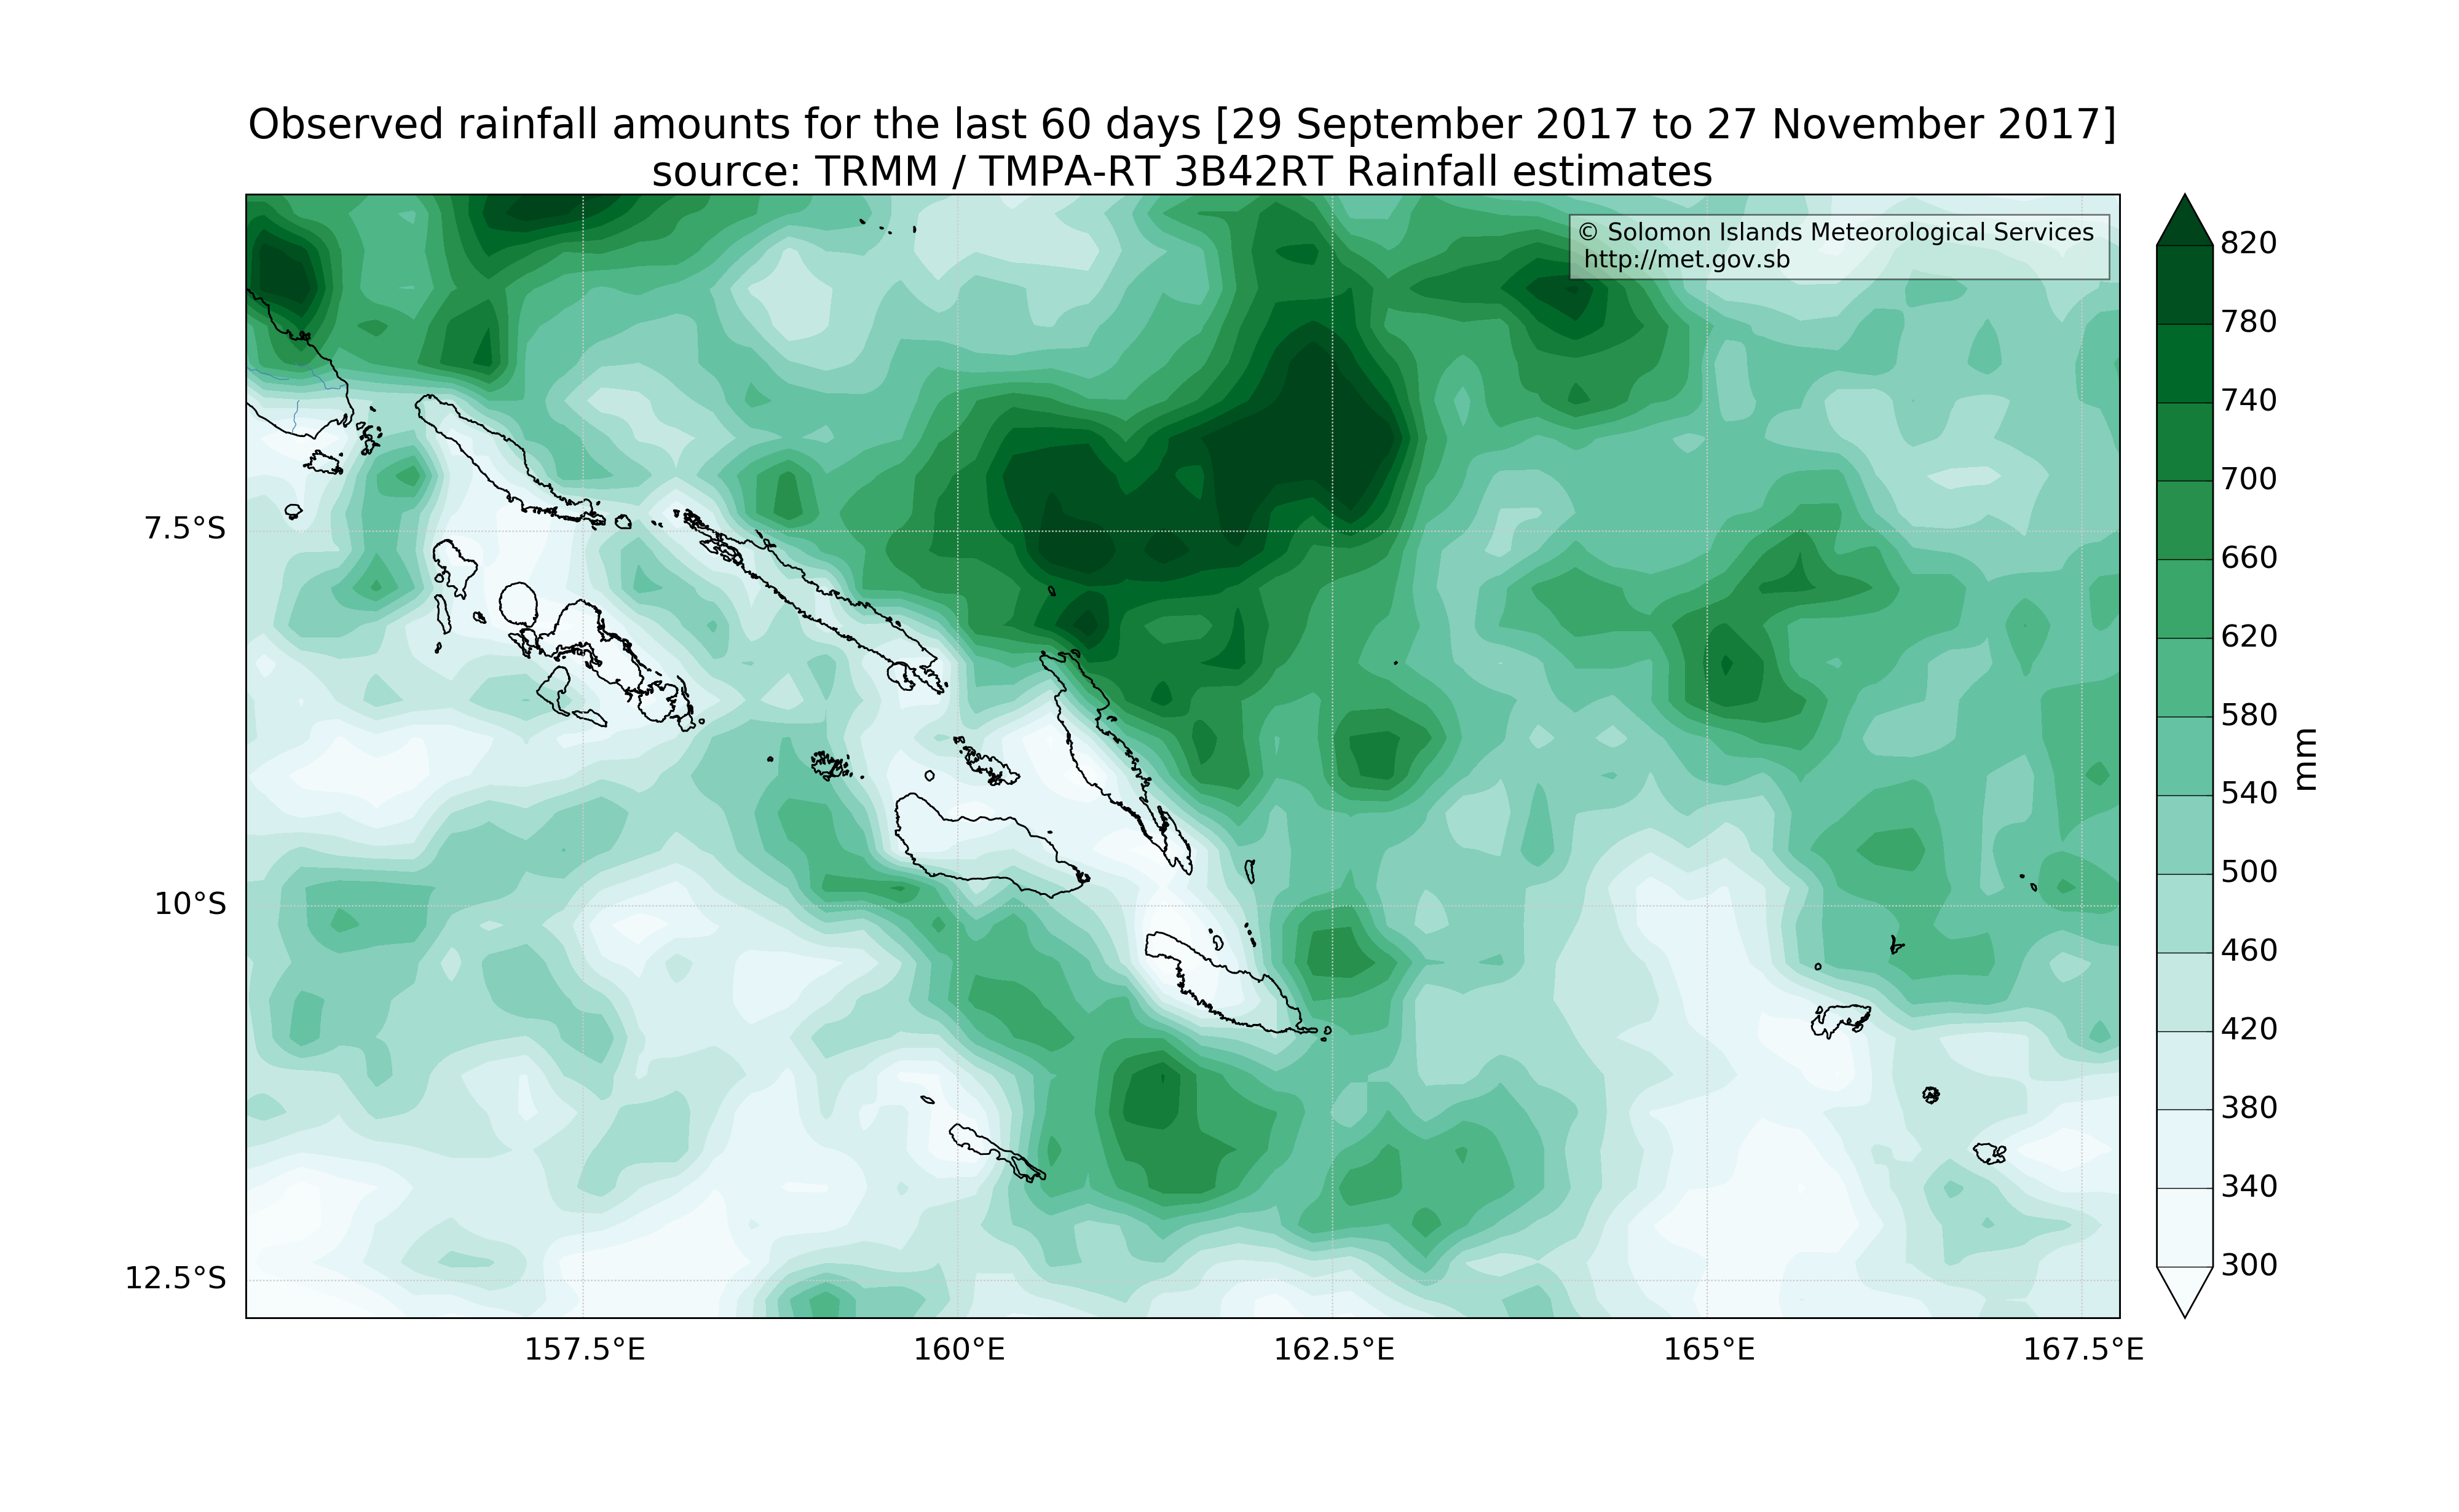 Observed rainfall amounts for the last 60 days [29 September 2017 to 27 November 2017]
source: TRMM / TMPA-RT 3B42RT Rainfall estimates
© Solomon Islands Meteorological Services
http://met.gov.sb
7.5°S
10°S
12.5°S
157.5°E
160°E
162.5°E
165°E
167.5°E
820
780
740
700
660
620
580
540
500
460
420
380
340
300
mm